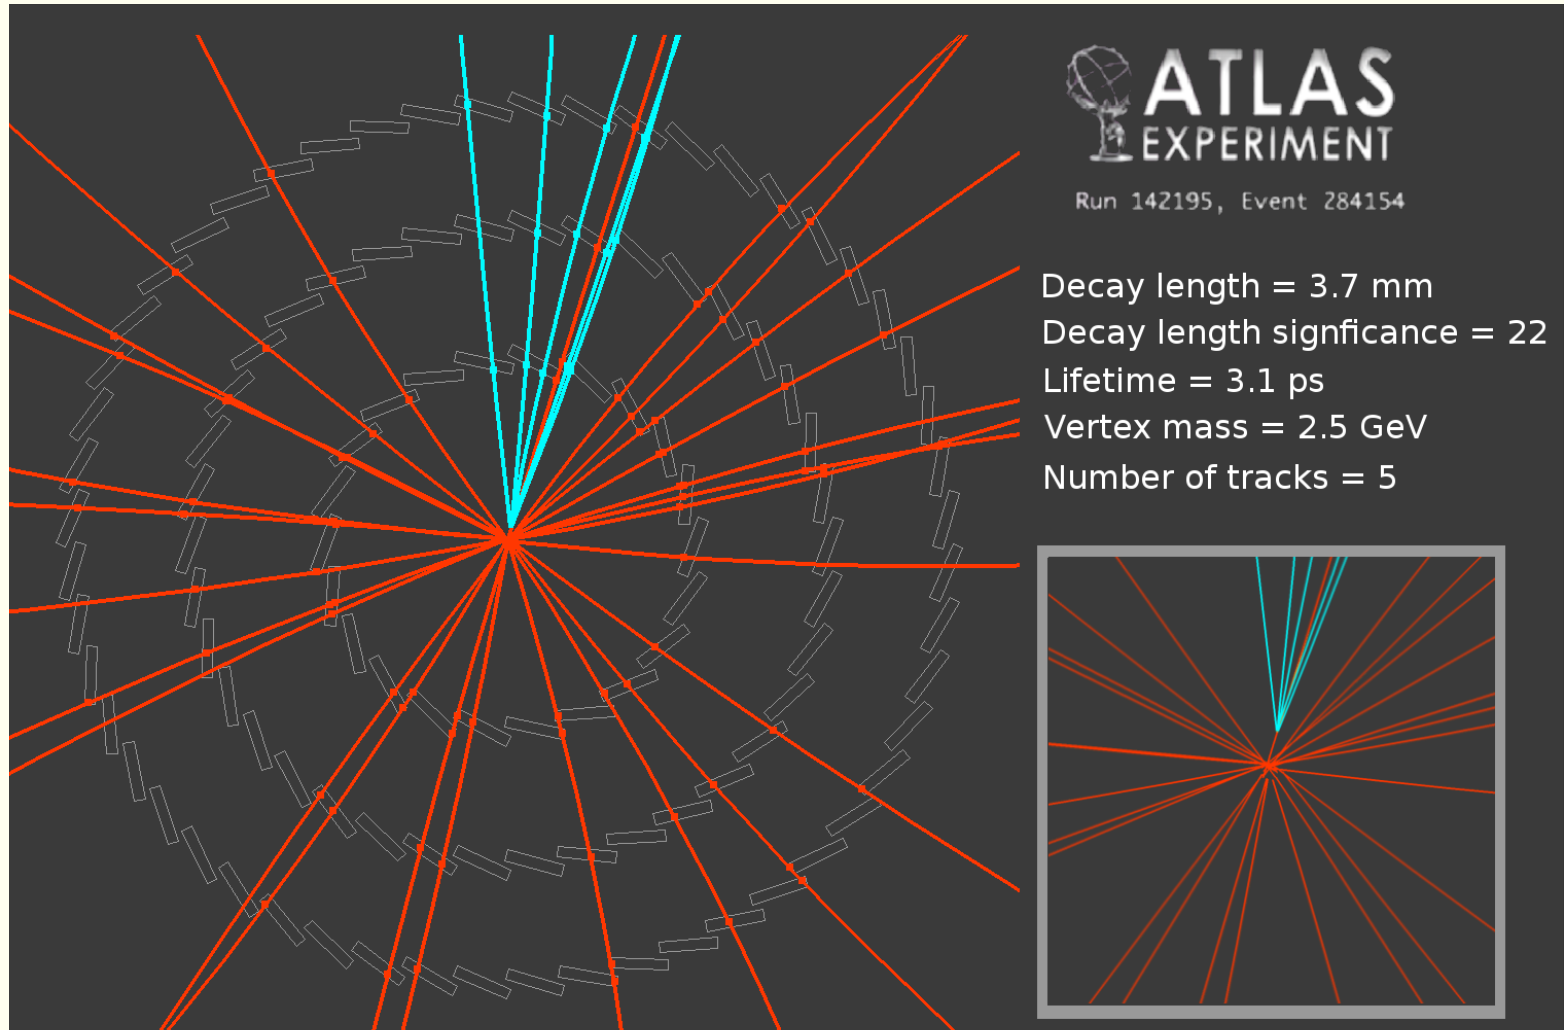 ATLAS
EXPERIMENT
Run 142195, Event 284154
Decay length = 3.7 mm
Decay length signficance = 22
Lifetime = 3.1 ps
Vertex mass = 2.5 GeV
Number of tracks = 5